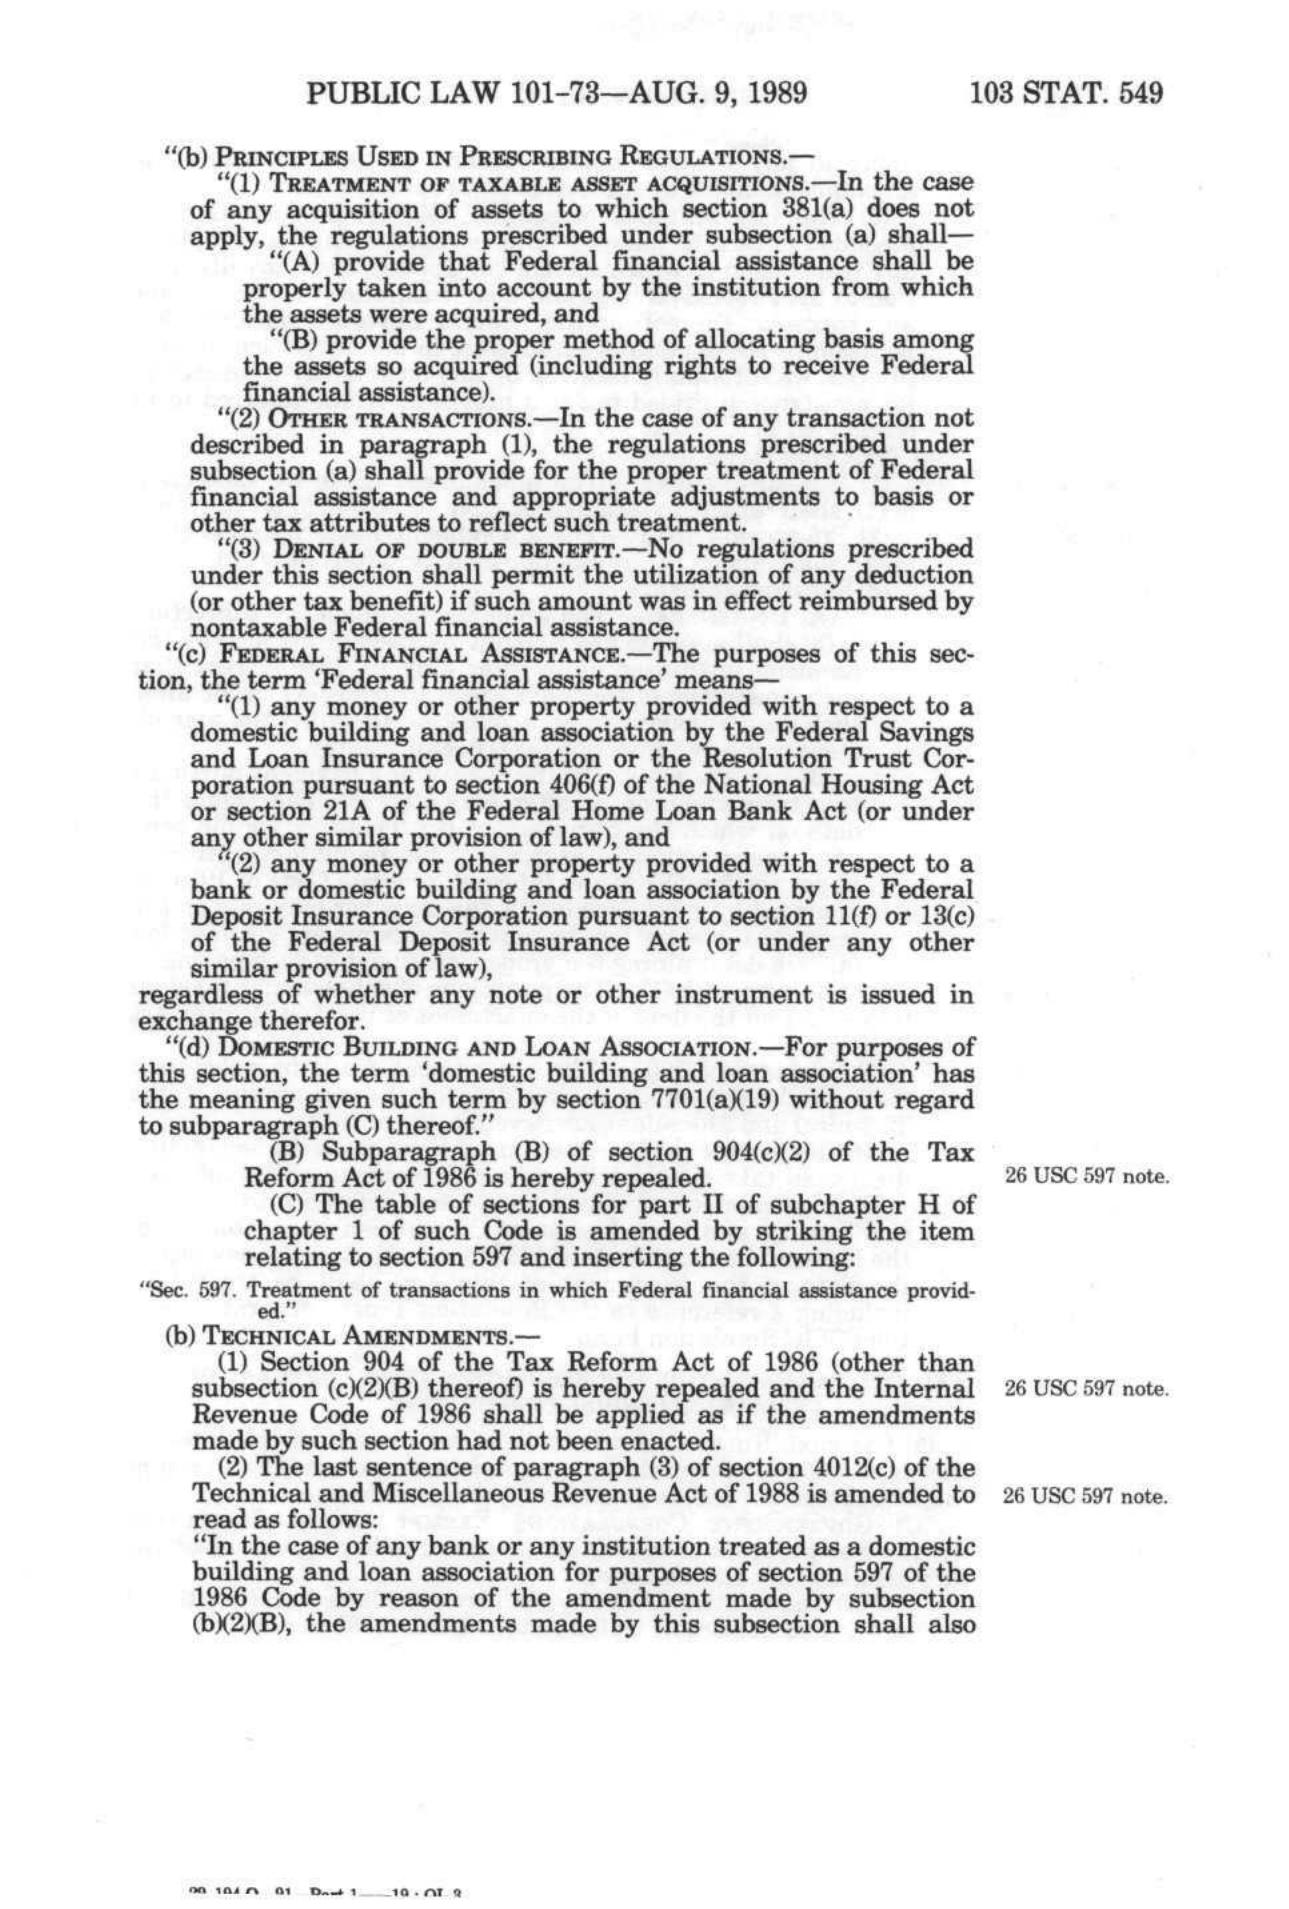 PUBLIC LAW 101-73—AUG. 9, 1989 103 STAT. 549
"(b) PRINCIPLES USED IN PRESCRIBING REGULATIONS.—
"(1) TREATMENT OF TAXABLE ASSET ACQUISITIONS.—In the case
of any acquisition of assets to which section 381(a) does not
apply, the regulations prescribed under subsection (a) shall—
"(A) provide that Federal financial assistance shall be
properly taken into account by the institution from which
the assets were acquired, and
"(B) provide the proper method of allocating basis among
the assets so acquired (including rights to receive Federal
financial assistance).
"(2) OTHER TRANSACTIONS.—In the case of any transaction not
described in paragraph (1), the regulations prescribed under
subsection (a) shall provide for the proper treatment of Federal
financial assistance and appropriate adjustments to basis or
other tax attributes to reflect such treatment.
"(3) DENIAL OF DOUBLE BENEFIT.—No regulations prescribed
under this section shall permit the utilization of any deduction
(or other tax benefit) if such amount was in effect reimbursed by
nontaxable Federal financial assistance.
"(c) FEDERAL FINANCIAL ASSISTANCE.—The purposes of this sec-
tion, the term 'Federal financial assistance' means—
"(1) any money or other property provided with respect to a
domestic building and loan association by the Federal Savings
and Loan Insurance Corporation or the Resolution Trust Cor-
poration pursuant to section 406(f) of the National Housing Act
or section 21A of the Federal Home Loan Bank Act (or under
any other similar provision of law), and
"(2) any money or other property provided with respect to a
bank or domestic building and loan association by the Federal
Deposit Insurance Corporation pursuant to section 11(f) or 13(c)
of the Federal Deposit Insurance Act (or under any other
similar provision of law),
regardless of whether any note or other instrument is issued in
exchange therefor.
"(d) DOMESTIC BUILDING AND LOAN ASSOCIATION.—For purposes of
this section, the term 'domestic building and loan association' has
the meaning given such term by section 7701(a)(19) without regard
to subparagraph (C) thereof."
(B) Subparagraph (B) of section 904(c)(2) of the Tax
Reform Act of 1986 is hereby repealed. 26 USC 597 note.
(C) The table of sections for part II of subchapter H of
chapter 1 of such Code is amended by striking the item
relating to section 597 and inserting the following:
"Sec. 597. Treatment of transactions in which Federal financial assistance provid-
ed."
(b) TECHNICAL AMENDMENTS.—
(1) Section 904 of the Tax Reform Act of 1986 (other than
subsection (c)(2)(B) thereof) is hereby repealed and the Internal 26 USC 597 note.
Revenue Code of 1986 shall be applied as if the amendments
made by such section had not been enacted.
(2) The last sentence of paragraph (3) of section 4012(c) of the
Technical and Miscellaneous Revenue Act of 1988 is amended to 26 USC 597 note.
read as follows:
"In the case of any bank or any institution treated as a domestic
building and loan association for purposes of section 597 of the
1986 Code by reason of the amendment made by subsection
(b)(2)(B), the amendments made by this subsection shall also